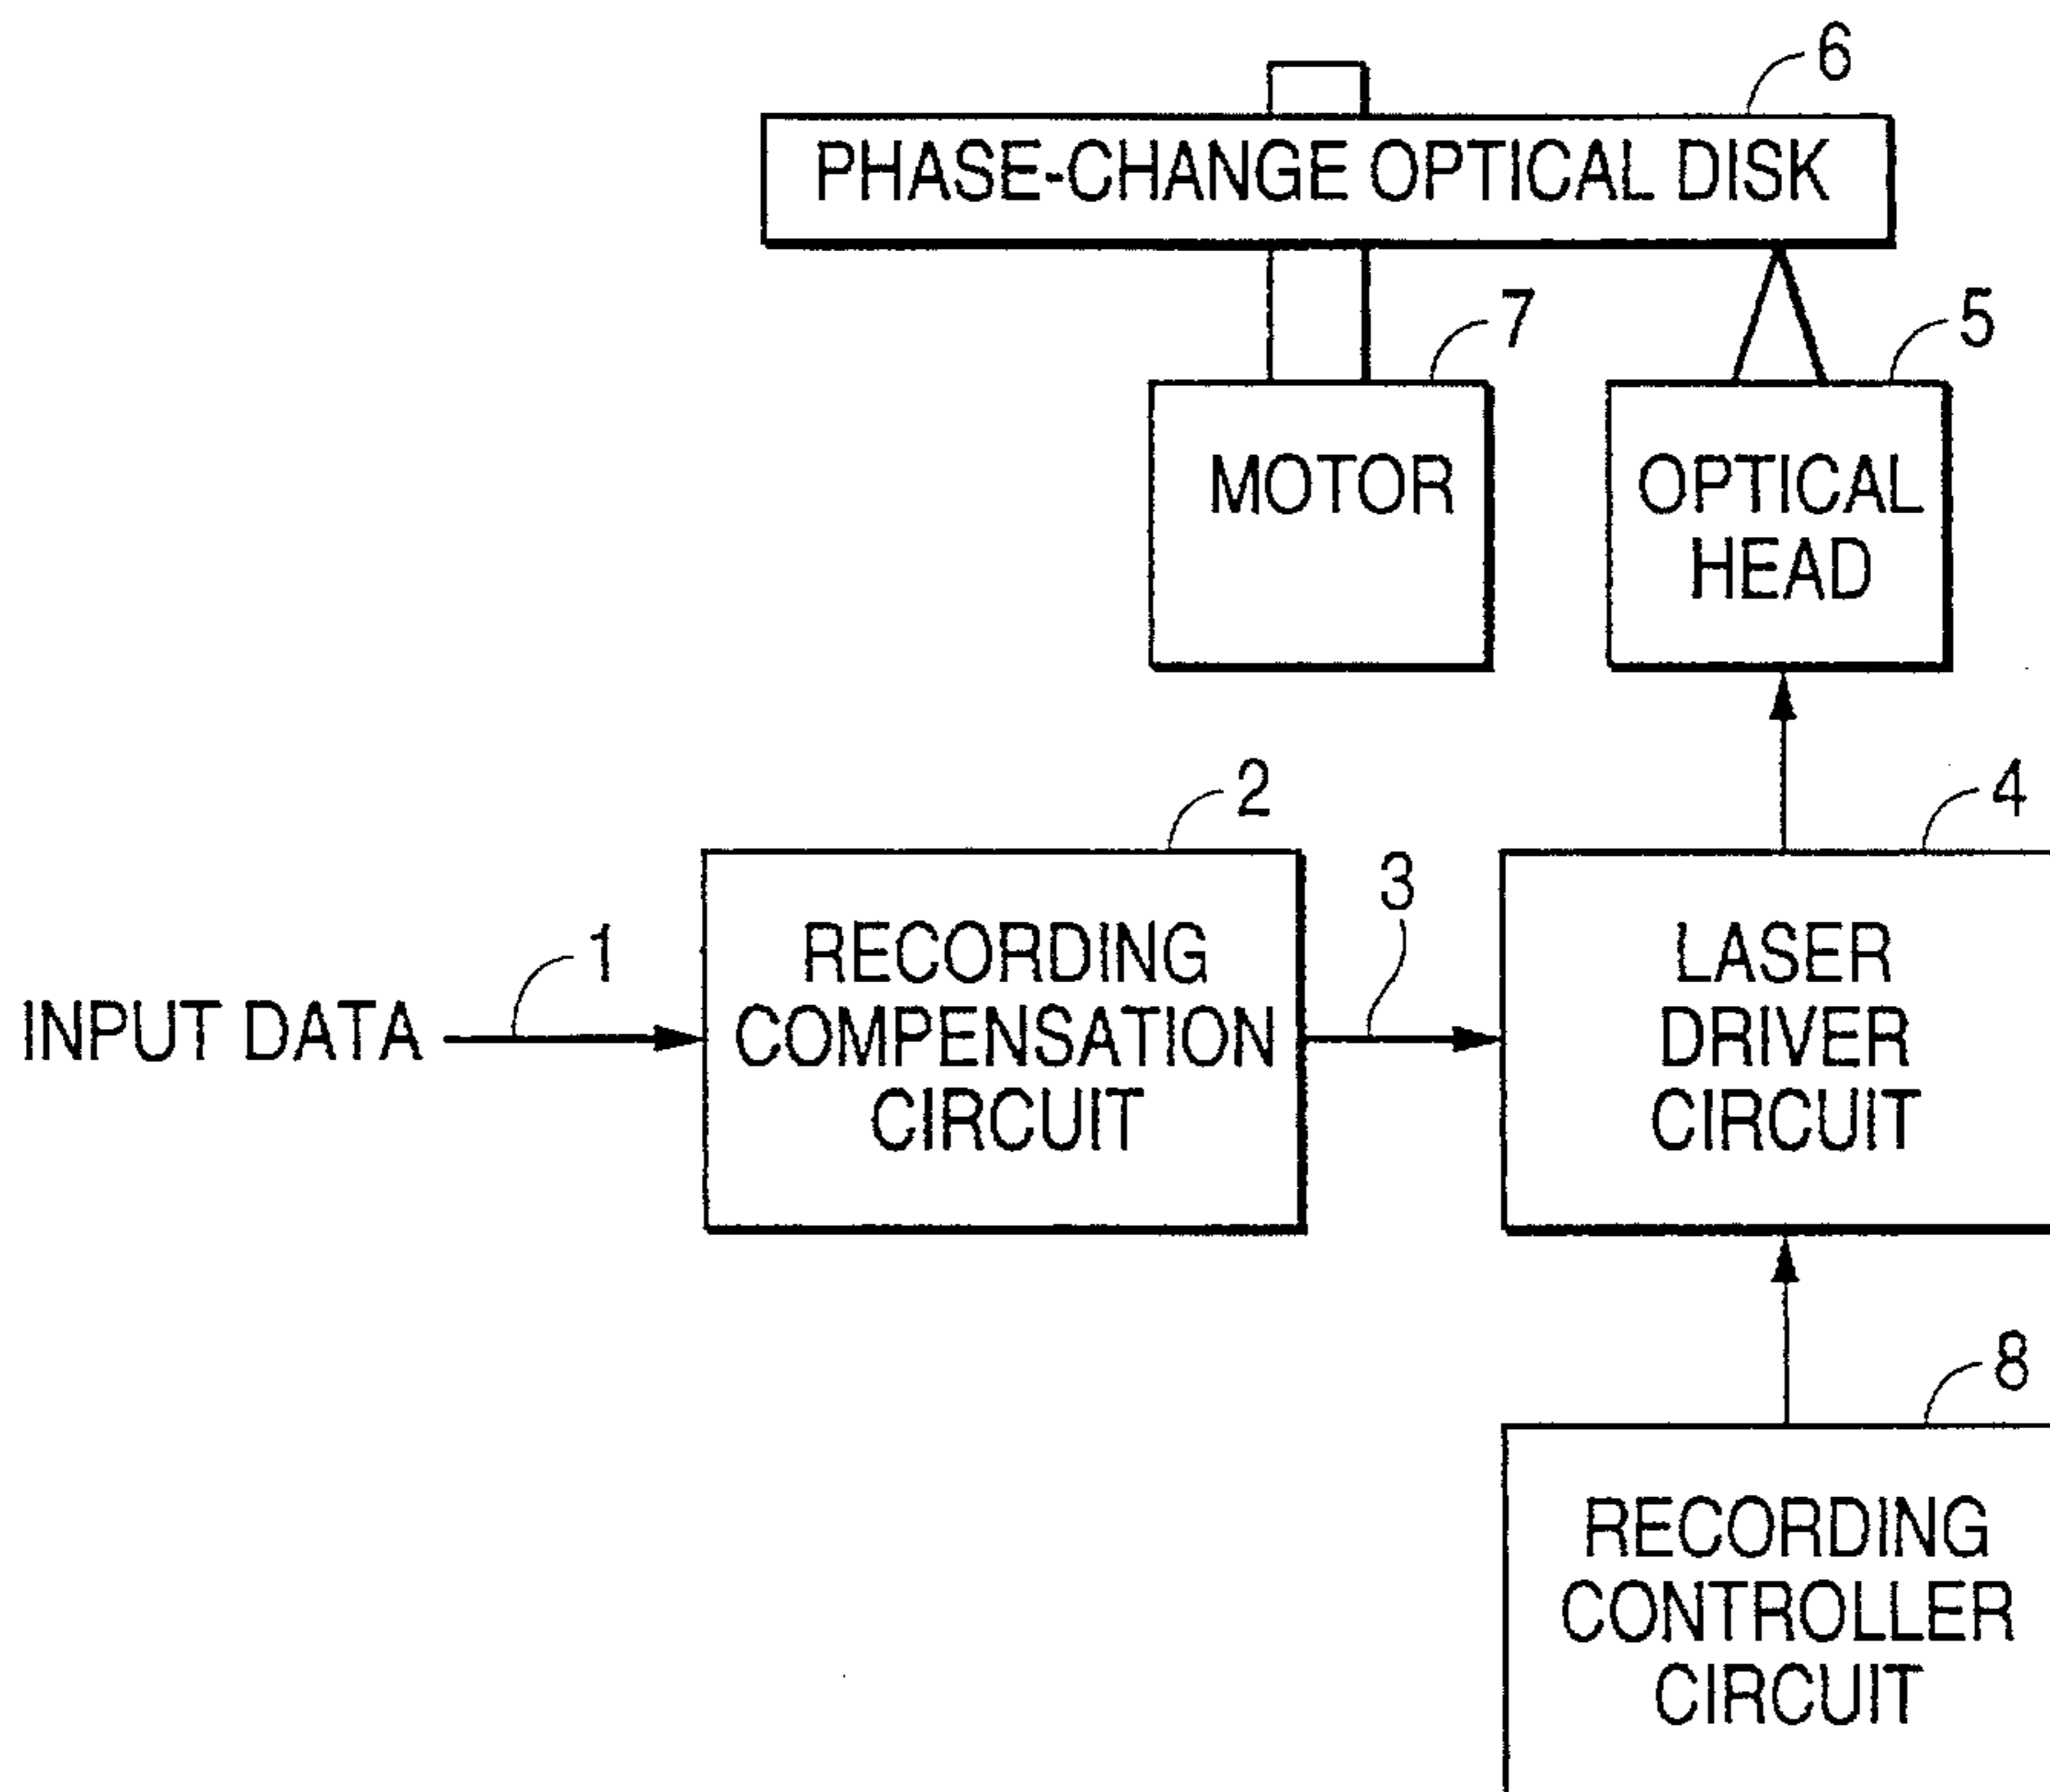 6
PHASE-CHANGE OPTICAL DISK
7
5
MOTOR
OPTICAL
HEAD
2
4
3
1
RECORDING
COMPENSATION
CIRCUIT
LASER
DRIVER
CIRCUIT
INPUT DATA
8
RECORDING
CONTROLLER
CIRCUIT